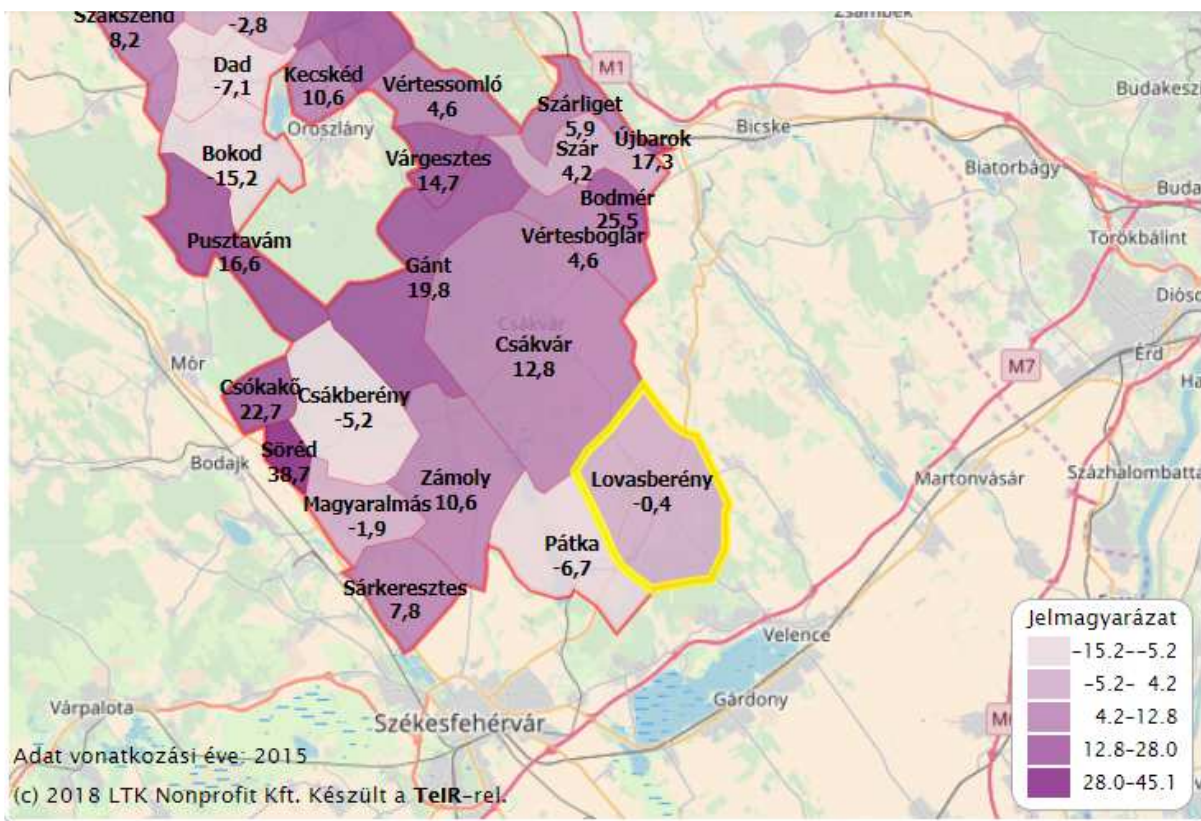 Szákszend
8,2
-2,8
Zsámbék
Dad
-7,1
Kecskéd
10,6
Vértessomló
4,6
M1
Oroszlány
Szárliget
5,9
Szár
4,2
Újbarok
17,3
Bicske
Biatorbágy
Bokod
-15,2
Várgesztes
14,7
Bodmér
25,5
Vértesboglár
4,6
Törökbálint
Pusztavám
16,6
Gánt
19,8
Csákvár
Csákvár
12,8
Mór
M7
Érd
Csókakő
22,7
Csákberény
-5,2
Söréd
38,7
Bodajk
Zámoly
10,6
Magyaralmás
-1,9
Lovasberény
-0,4
Martonvásár
Százhalombatta
Pátka
-6,7
Sárkeresztes
7,8
Velence
Gárdony
Várpalota
Székesfehérvár
Jelmagyarázat
-15.2--5.2
-5.2- 4.2
4.2-12.8
12.8-28.0
28.0-45.1
Adat vonatkozási éve: 2015
(c) 2018 LTK Nonprofit Kft. Készült a TeIR-rel.